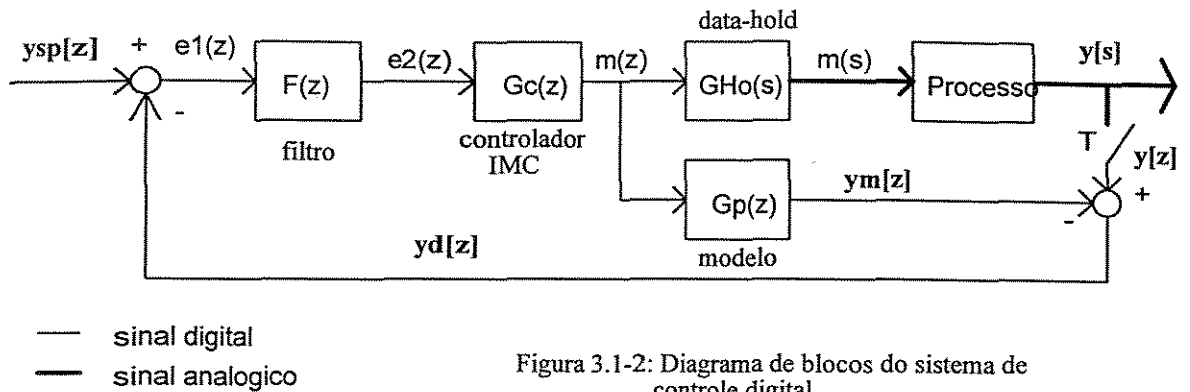 data-hold
ysp[z] + e1(z) F(z) e2(z) Gc(z) m(z) GHo(s) m(s) Processo y[s]
-
filtro
controlador
IMC
T
y[z]
Gp(z) ym[z] - +
modelo
yd[z]
sinal digital
sinal analogico
Figura 3.1-2: Diagrama de blocos do sistema de
controle digital